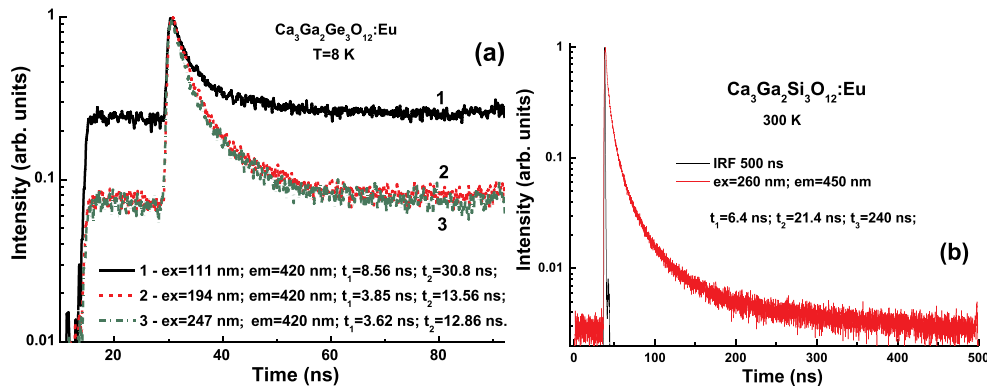 Ca3Ga2Ge3O12:Eu
T=8 K
(a)
Intensity (arb. units)
1
0.1
0.01
1
2
3
1 - ex=111 nm; em=420 nm; t1=8.56 ns; t2=30.8 ns;
2 - ex=194 nm; em=420 nm; t1=3.85 ns; t2=13.56 ns;
3 - ex=247 nm; em=420 nm; t1=3.62 ns; t2=12.86 ns.
20 40 60 80
Time (ns)
Ca3Ga2Si3O12:Eu
300 K
Intensity (arb. units)
1
0.1
0.01
IRF 500 ns
ex=260 nm; em=450 nm
t1=6.4 ns; t2=21.4 ns; t3=240 ns;
(b)
0 100 200 300 400 500
Time (ns)